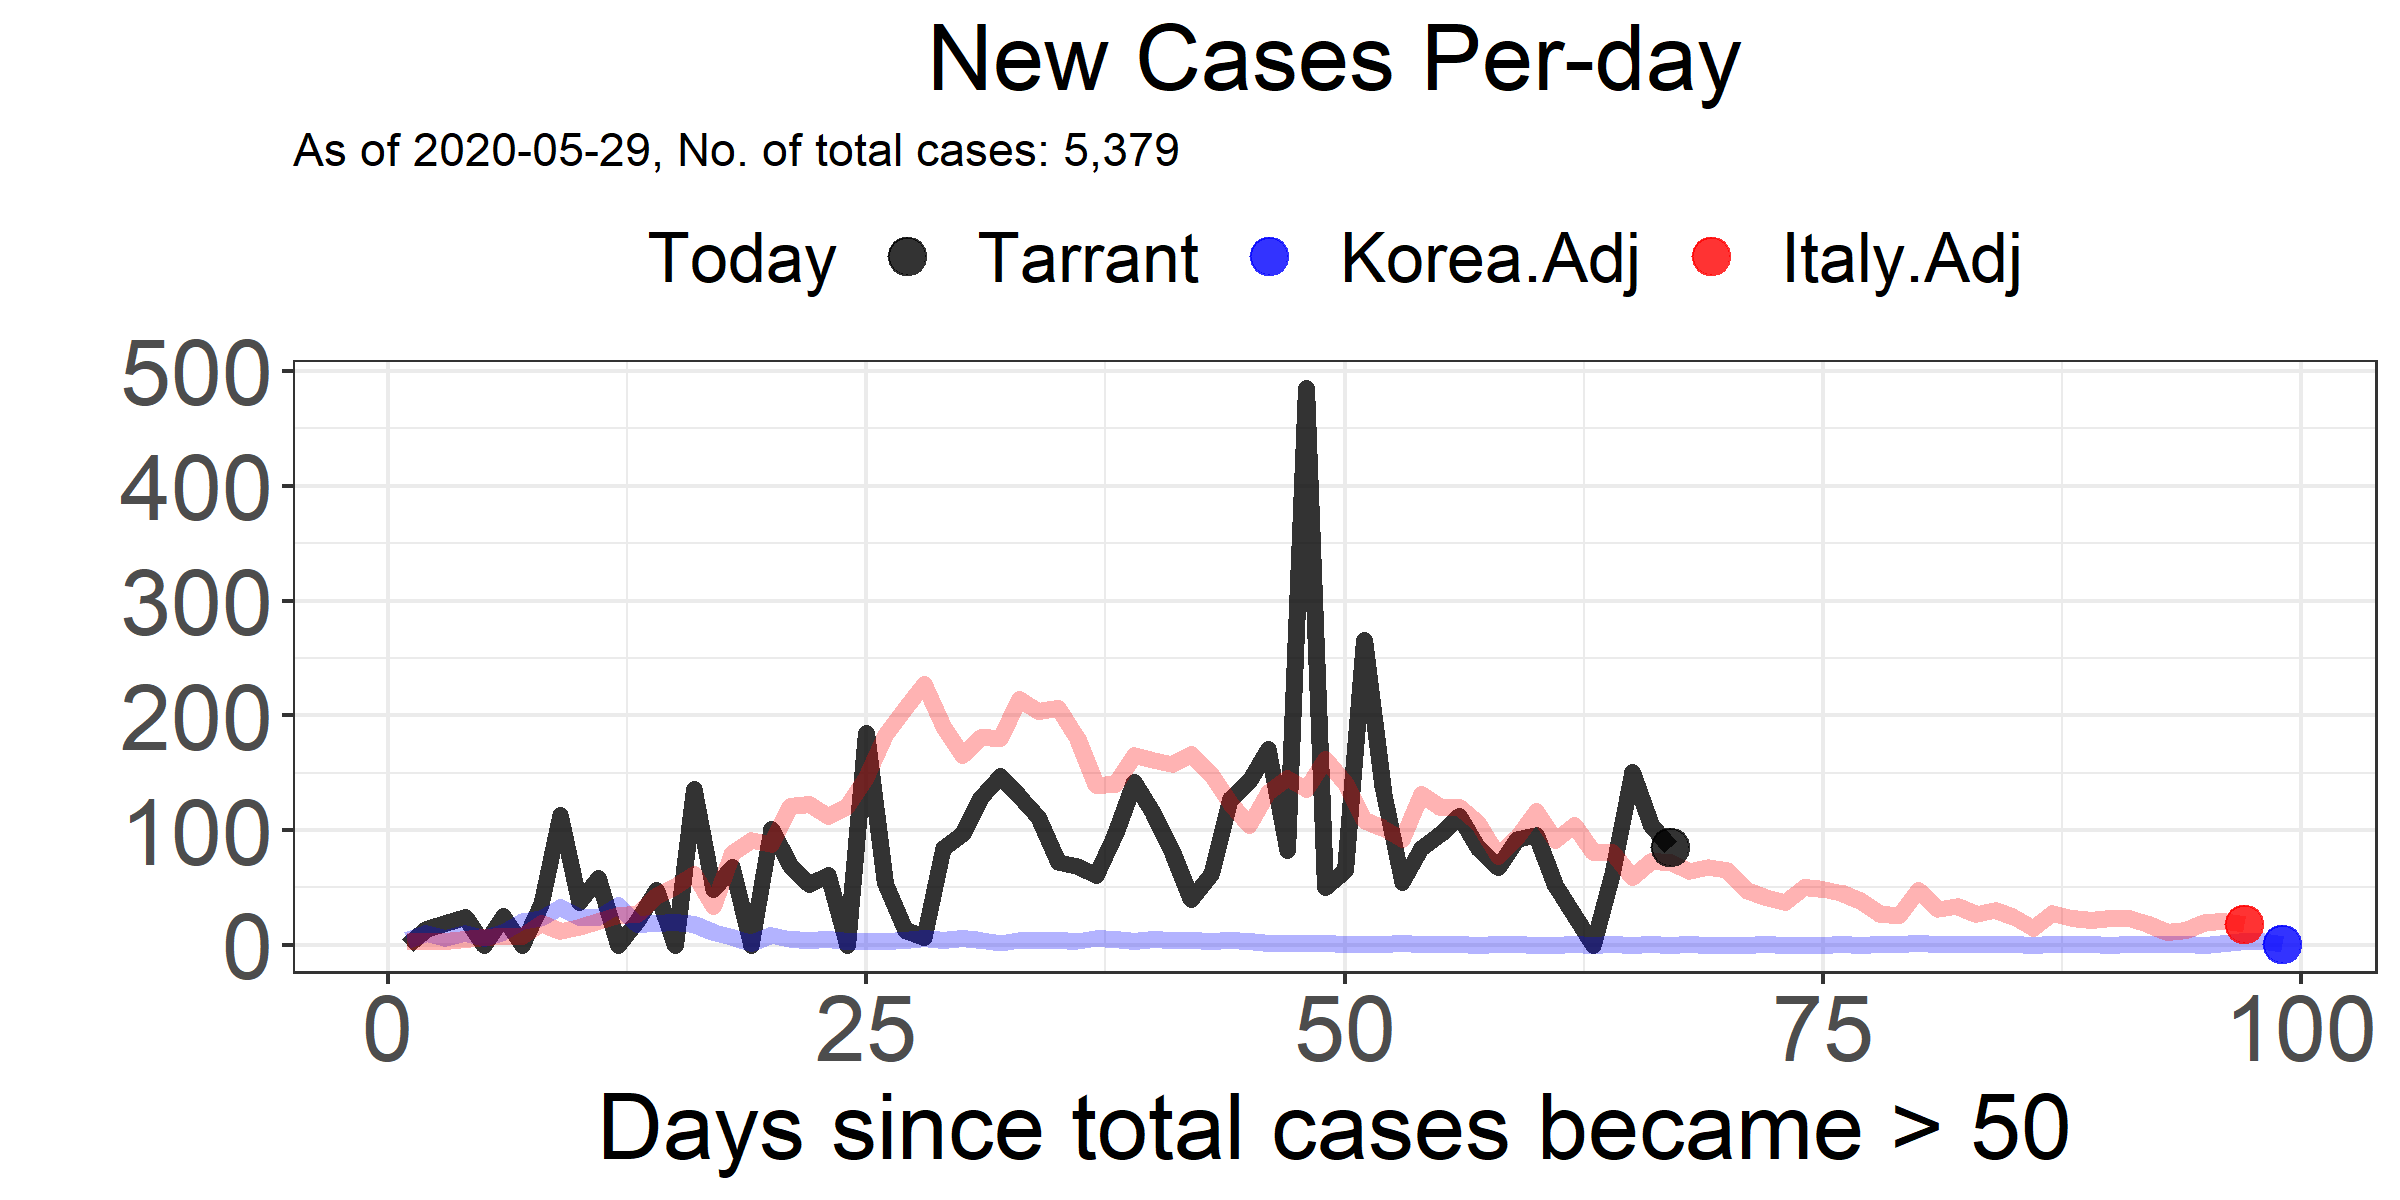 New Cases Per-day
As of 2020-05-29, No. of total cases: 5,379
Today Tarrant Korea.Adj Italy.Adj
500
400
300
200
100
0
0 25 50 75 100
Days since total cases became > 50